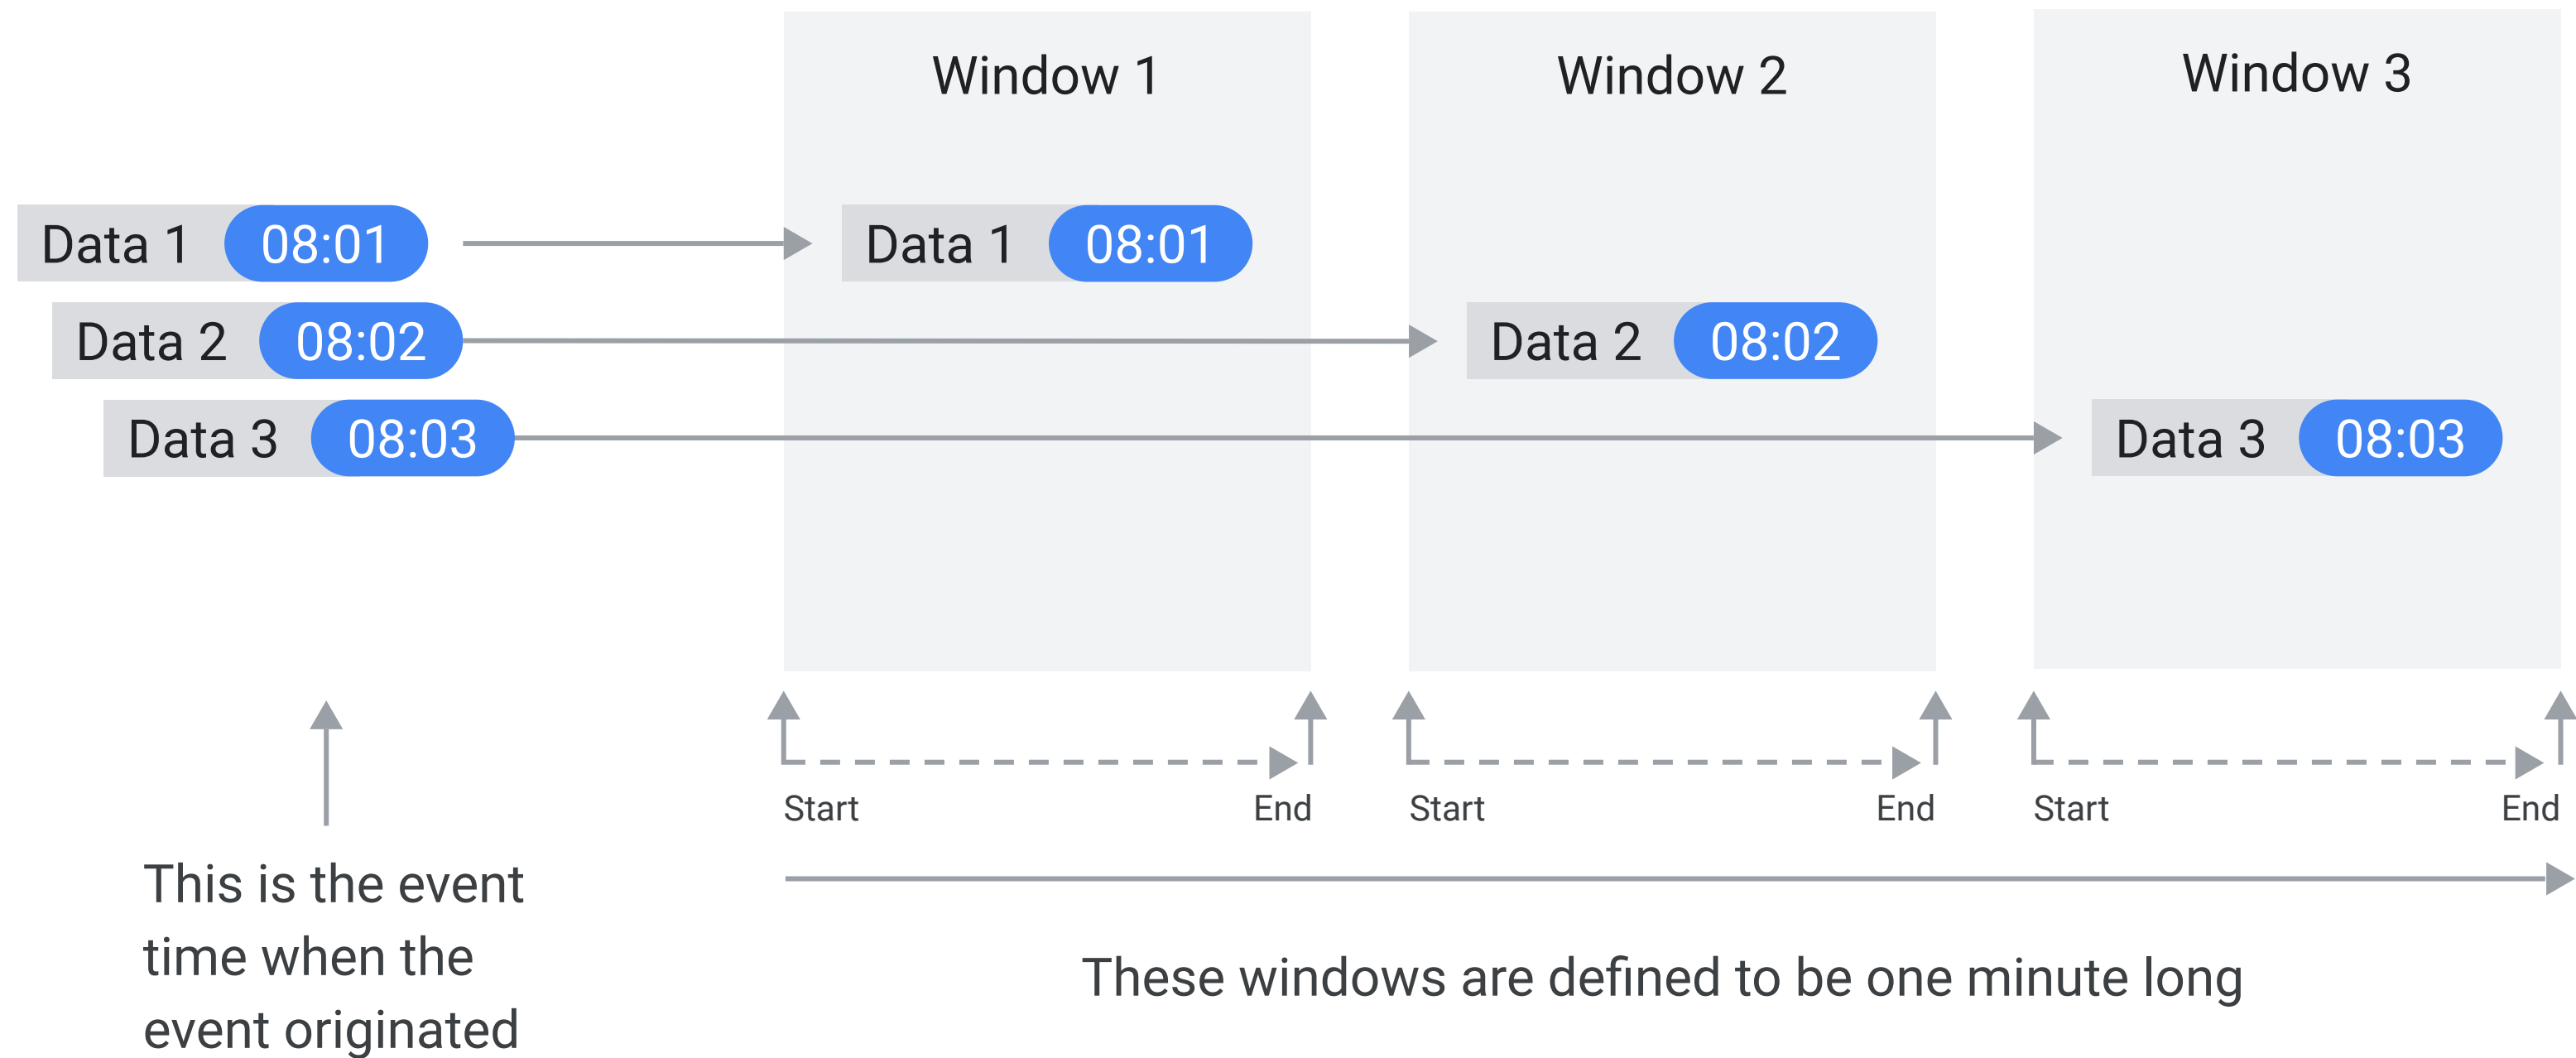 Window 1
Window 2
Window 3
Data 1 08:01
Data 1 08:01
Data 2 08:02
Data 2 08:02
Data 3 08:03
Data 3 08:03
Start
End
Start
End
Start
End
This is the event
time when the
event originated
These windows are defined to be one minute long